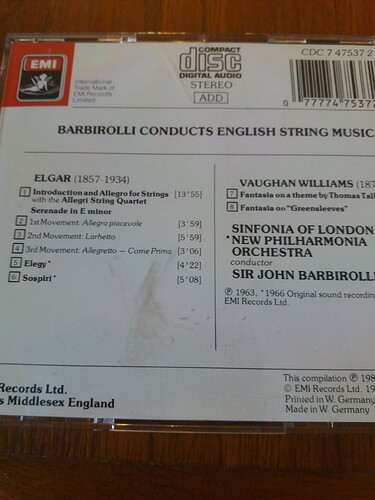 EMI
International
Trade Mark of
EMI Records
Limited
COMPACT
disc
DIGITAL AUDIO
STEREO
ADD
CDC 7 47537 2
0 77774 7537
BARBIROLLI CONDUCTS ENGLISH STRING MUSIC
ELGAR (1857-1934)
1 Introduction and Allegro for Strings [13'55]
with the Allegri String Quartet
Serenade in E minor
2 1st Movement: Allegro piacevole [3'59]
3 2nd Movement: Larhetto [5'59]
4 3rd Movement: Allegretto — Come Prima [3'06]
5 Elegy* [4'22]
6 Sospiri* [5'08]
VAUGHAN WILLIAMS (187
7 Fantasia on a theme by Thomas Tall
8 Fantasia on "Greensleeves"
SINFONIA OF LONDON
*NEW PHILHARMONIA
ORCHESTRA
conductor
SIR JOHN BARBIROLLI
℗ 1963, *1966 Original sound recording
EMI Records Ltd.
Records Ltd.
s Middlesex England
This compilation ℗ 198
© EMI Records Ltd. 19
Printed in W. Germany
Made in W. Germany